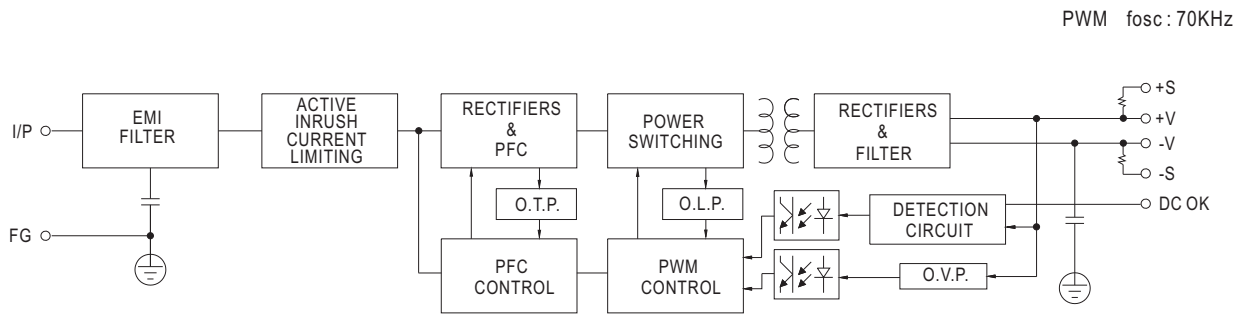 PWM fosc : 70KHz
I/P
EMI
FILTER
ACTIVE
INRUSH
CURRENT
LIMITING
RECTIFIERS
&
PFC
POWER
SWITCHING
RECTIFIERS
&
FILTER
+S
+V
-V
-S
DC OK
O.T.P.
O.L.P.
DETECTION
CIRCUIT
FG
PFC
CONTROL
PWM
CONTROL
O.V.P.